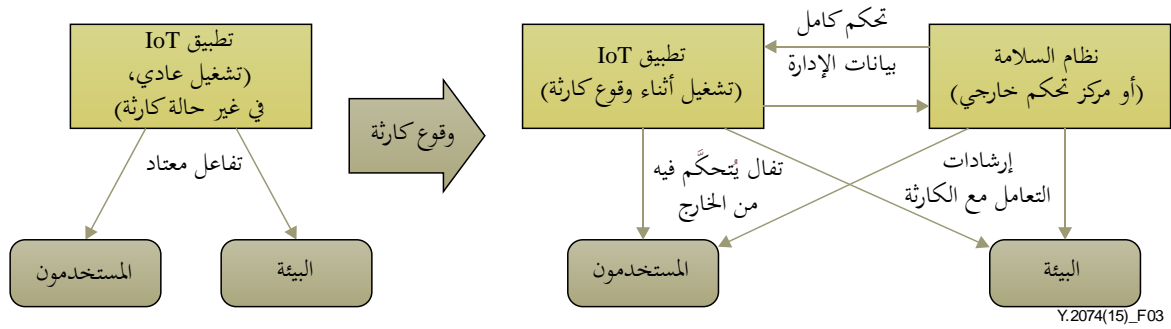 تطبيق IoT
(تشغيل عادي،
في غير حالة كارثة)
تفاعل معتاد
المستخدمون
البيئة
وقوع كارثة
تطبيق IoT
(تشغيل أثناء وقوع كارثة)
تحكم كامل
بيانات الإدارة
نظام السلامة
(أو مركز تحكم خارجي)
تفال يُتحكَّم فيه
من الخارج
إرشادات
التعامل مع الكارثة
المستخدمون
البيئة
Y.2074(15)_F03